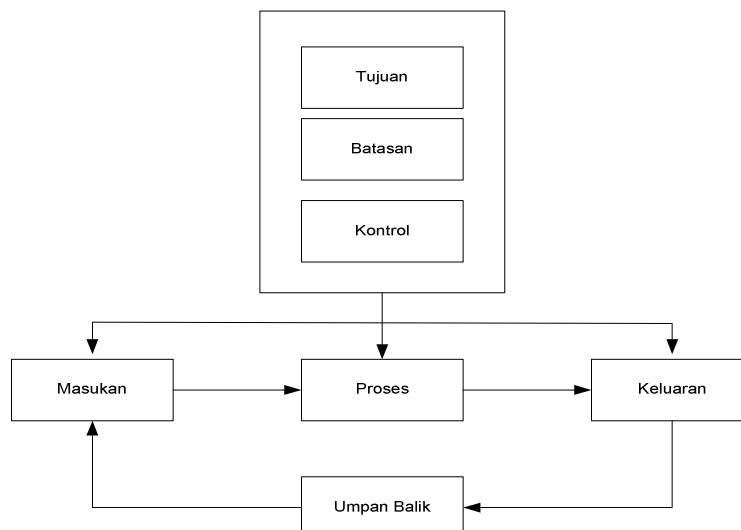 Tujuan
Batasan
Kontrol
Masukan
Proses
Keluaran
Umpan Balik